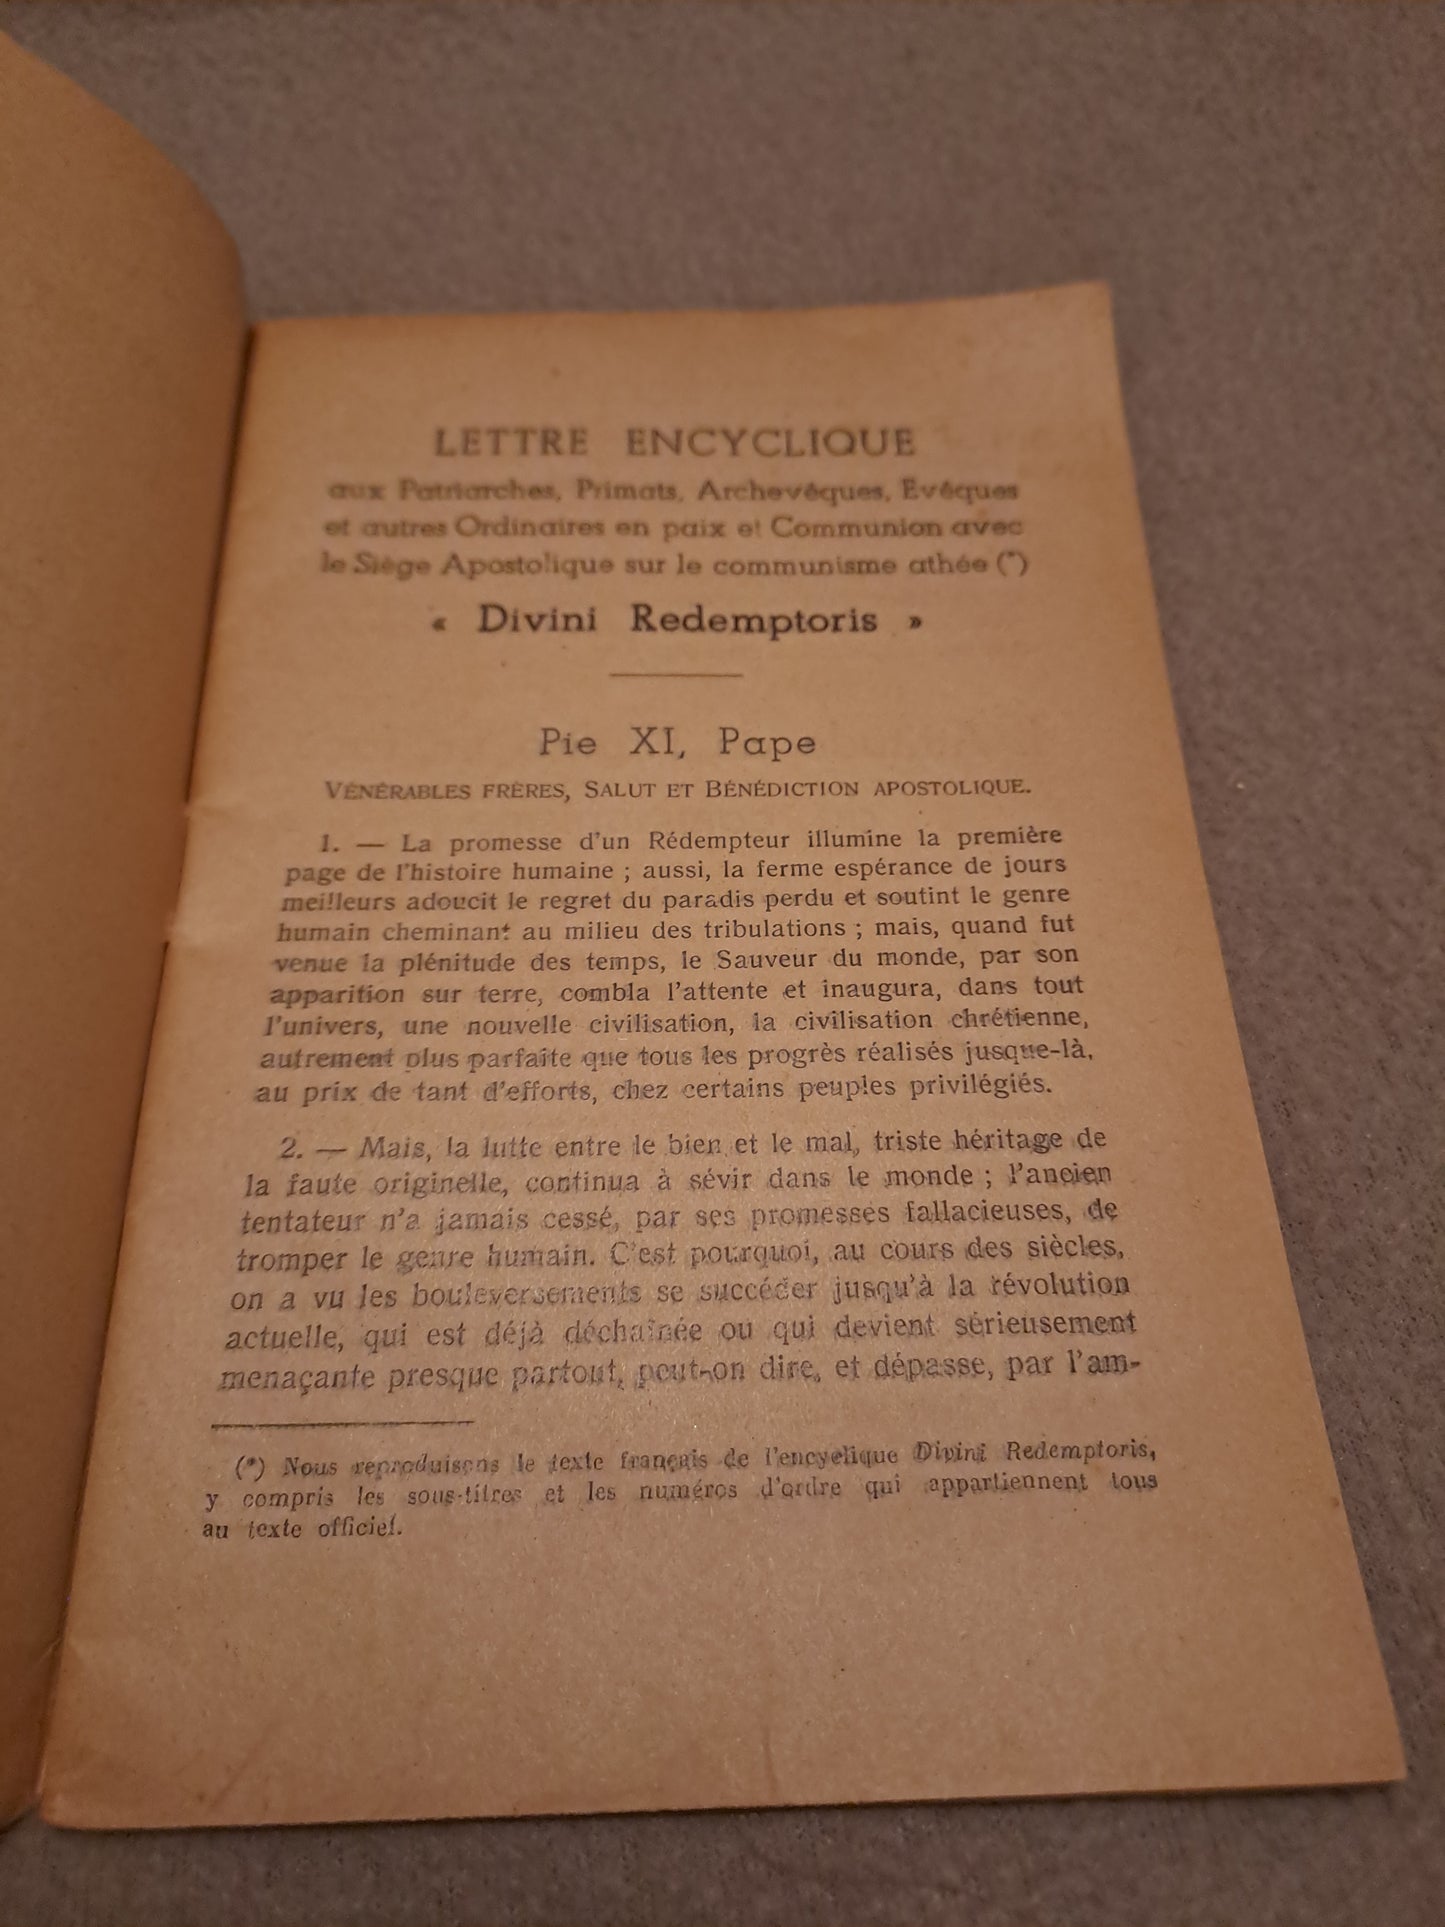 LETTRE ENCYCLIQUE
aux Patriarches, Primats, Archevêques, Evêques
et autres Ordinaires en paix et Communion avec
le Siège Apostolique sur le communisme athée (*)
« Divini Redemptoris »
Pie XI, Pape
VÉNÉRABLES FRÈRES, SALUT ET BÉNÉDICTION APOSTOLIQUE.
1. — La promesse d'un Rédempteur illumine la première
page de l'histoire humaine ; aussi, la ferme espérance de jours
meilleurs adoucit le regret du paradis perdu et soutint le genre
humain cheminant au milieu des tribulations ; mais, quand fut
venue la plénitude des temps, le Sauveur du monde, par son
apparition sur terre, combla l'attente et inaugura, dans tout
l'univers, une nouvelle civilisation, la civilisation chrétienne,
autrement plus parfaite que tous les progrès réalisés jusque-là,
au prix de tant d'efforts, chez certains peuples privilégiés.
2. — Mais, la lutte entre le bien et le mal, triste héritage de
la faute originelle, continua à sévir dans le monde ; l'ancien
tentateur n'a jamais cessé, par ses promesses fallacieuses, de
tromper le genre humain. C'est pourquoi, au cours des siècles,
on a vu les bouleversements se succéder jusqu'à la révolution
actuelle, qui est déjà déchaînée ou qui devient sérieusement
menaçante presque partout, peut-on dire, et dépasse, par l'am-
(*) Nous reproduisons le texte français de l'encyclique Divini Redemptoris,
y compris les sous-titres et les numéros d'ordre qui appartiennent tous
au texte officiel.